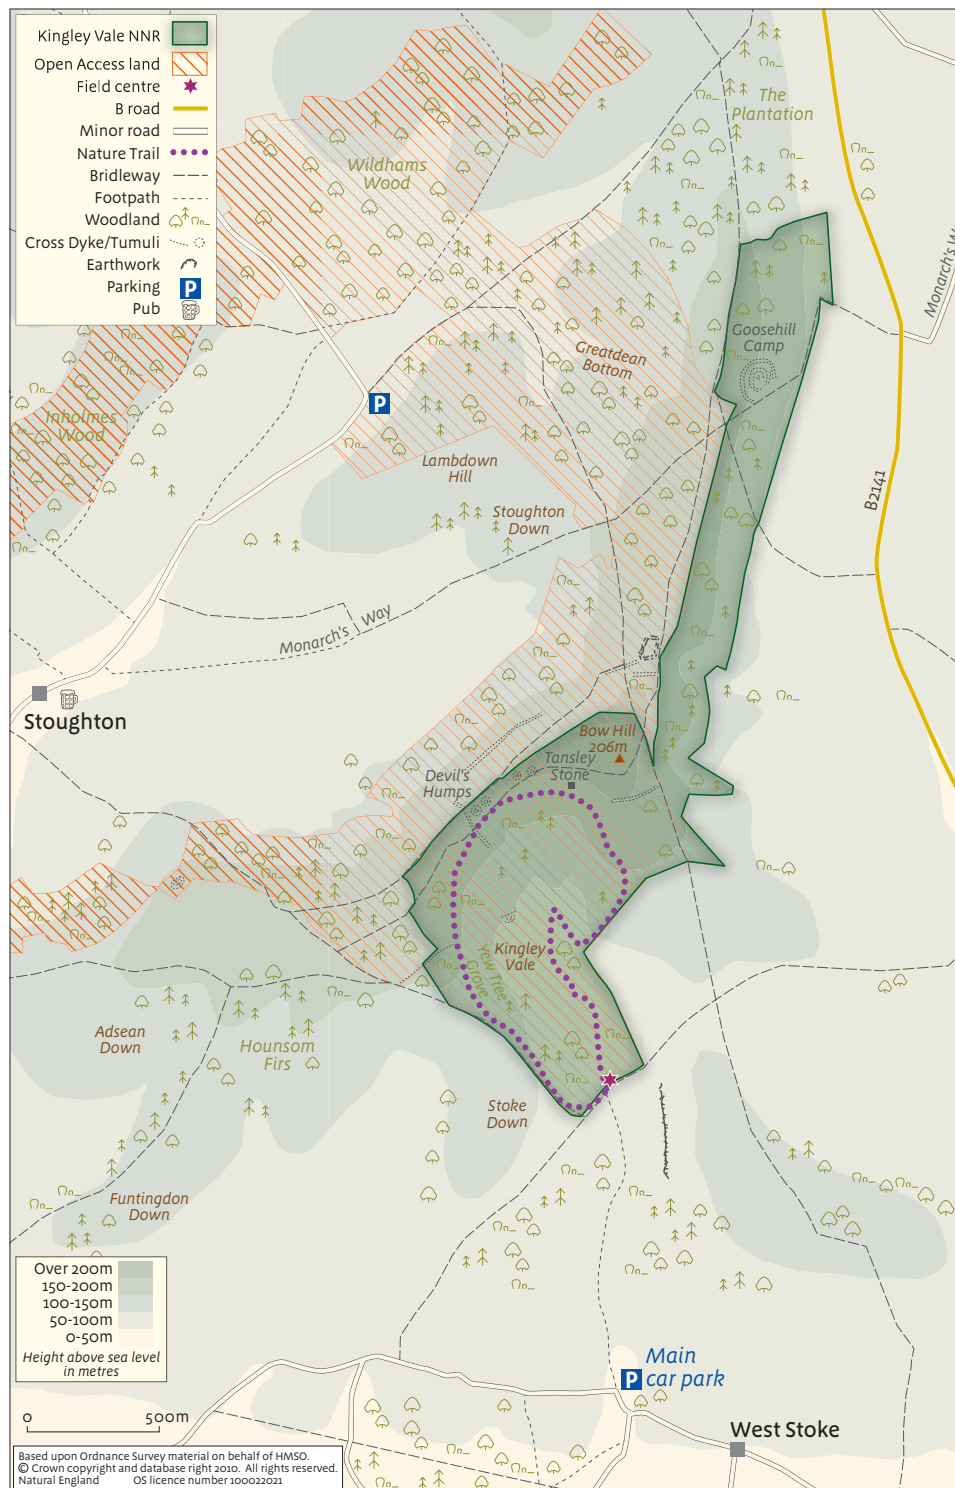 Kingley Vale NNR
Open Access land
Field centre
B road
Minor road
Nature Trail
Bridleway
Footpath
Woodland
Cross Dyke/Tumuli
Earthwork
Parking
P
Pub
The
Plantation
Wildhams
Wood
Monarch's W
Goosehill
Camp
Greatdean
Bottom
P
Inholmes
Wood
Lambdown
Hill
B2141
Stoughton
Down
Monarch's Way
Stoughton
Bow Hill
206m
Tansley
Stone
Devil's
Humps
Kingley
Vale
Yew Tree
Grove
Adsean
Down
Hounsom
Firs
Stoke
Down
Funtingdon
Down
Over 200m
150-200m
100-150m
50-100m
0-50m
Height above sea level
in metres
Main
P car park
0 500m
West Stoke
Based upon Ordnance Survey material on behalf of HMSO.
© Crown copyright and database right 2010. All rights reserved.
Natural England OS licence number 100022021